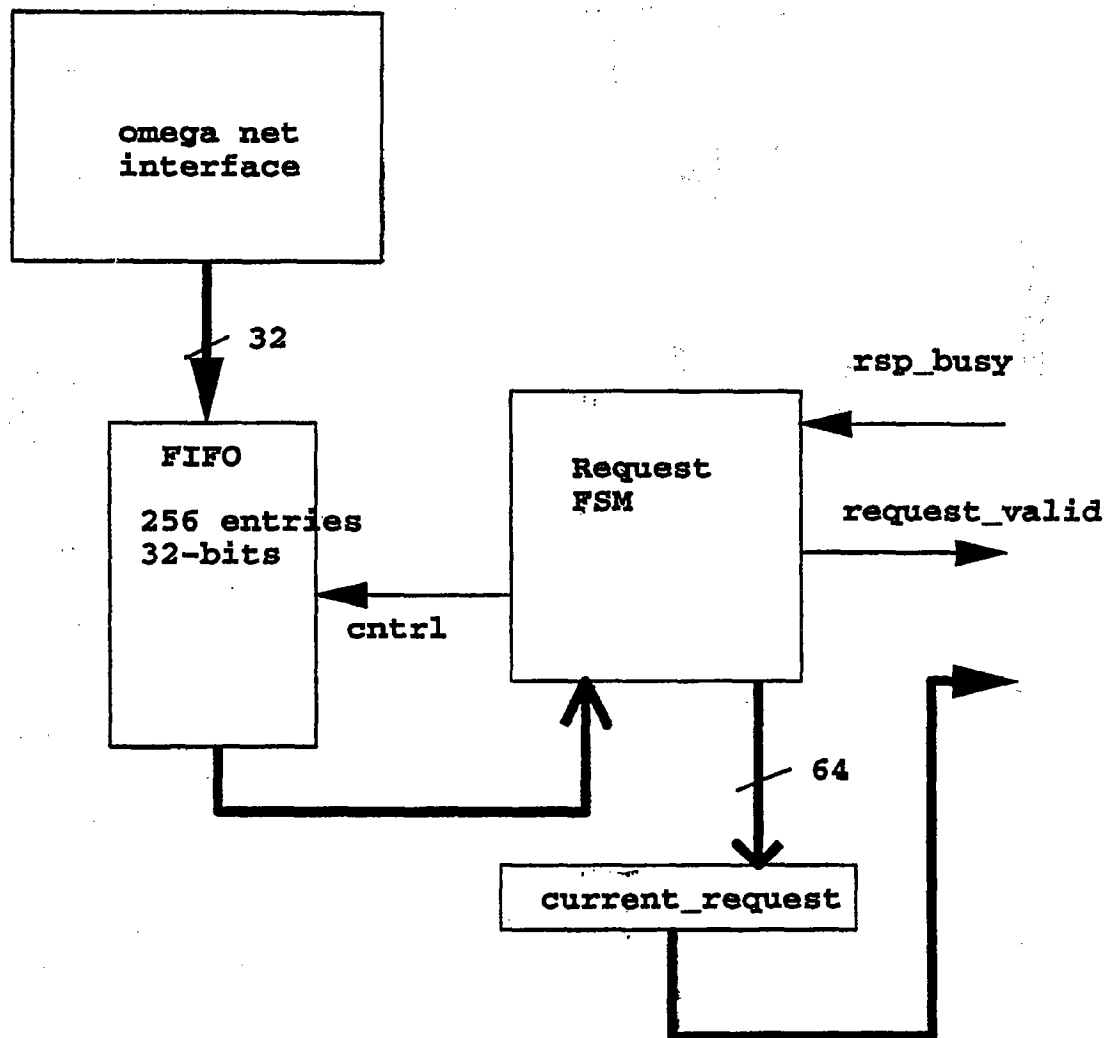 omega net
interface
32
rsp_busy
FIFO
256 entries
32-bits
Request
FSM
request_valid
cntrl
64
current_request